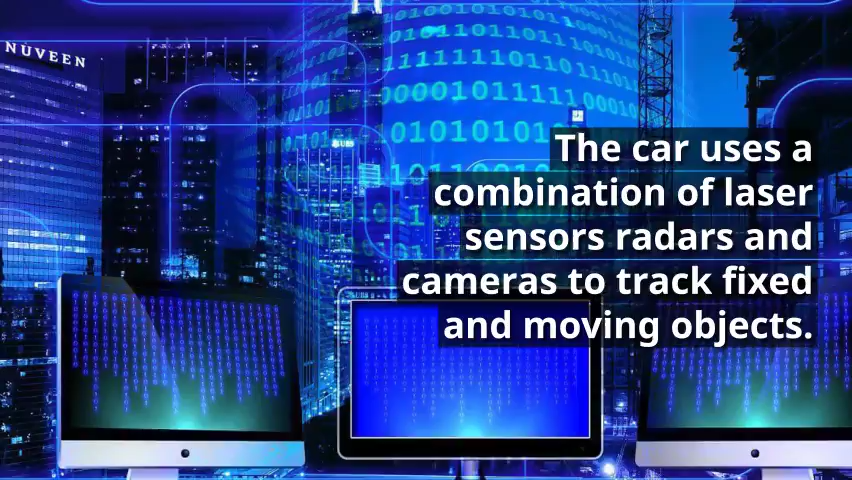 NUVEEN
The car uses a
combination of laser
sensors radars and
cameras to track fixed
and moving objects.